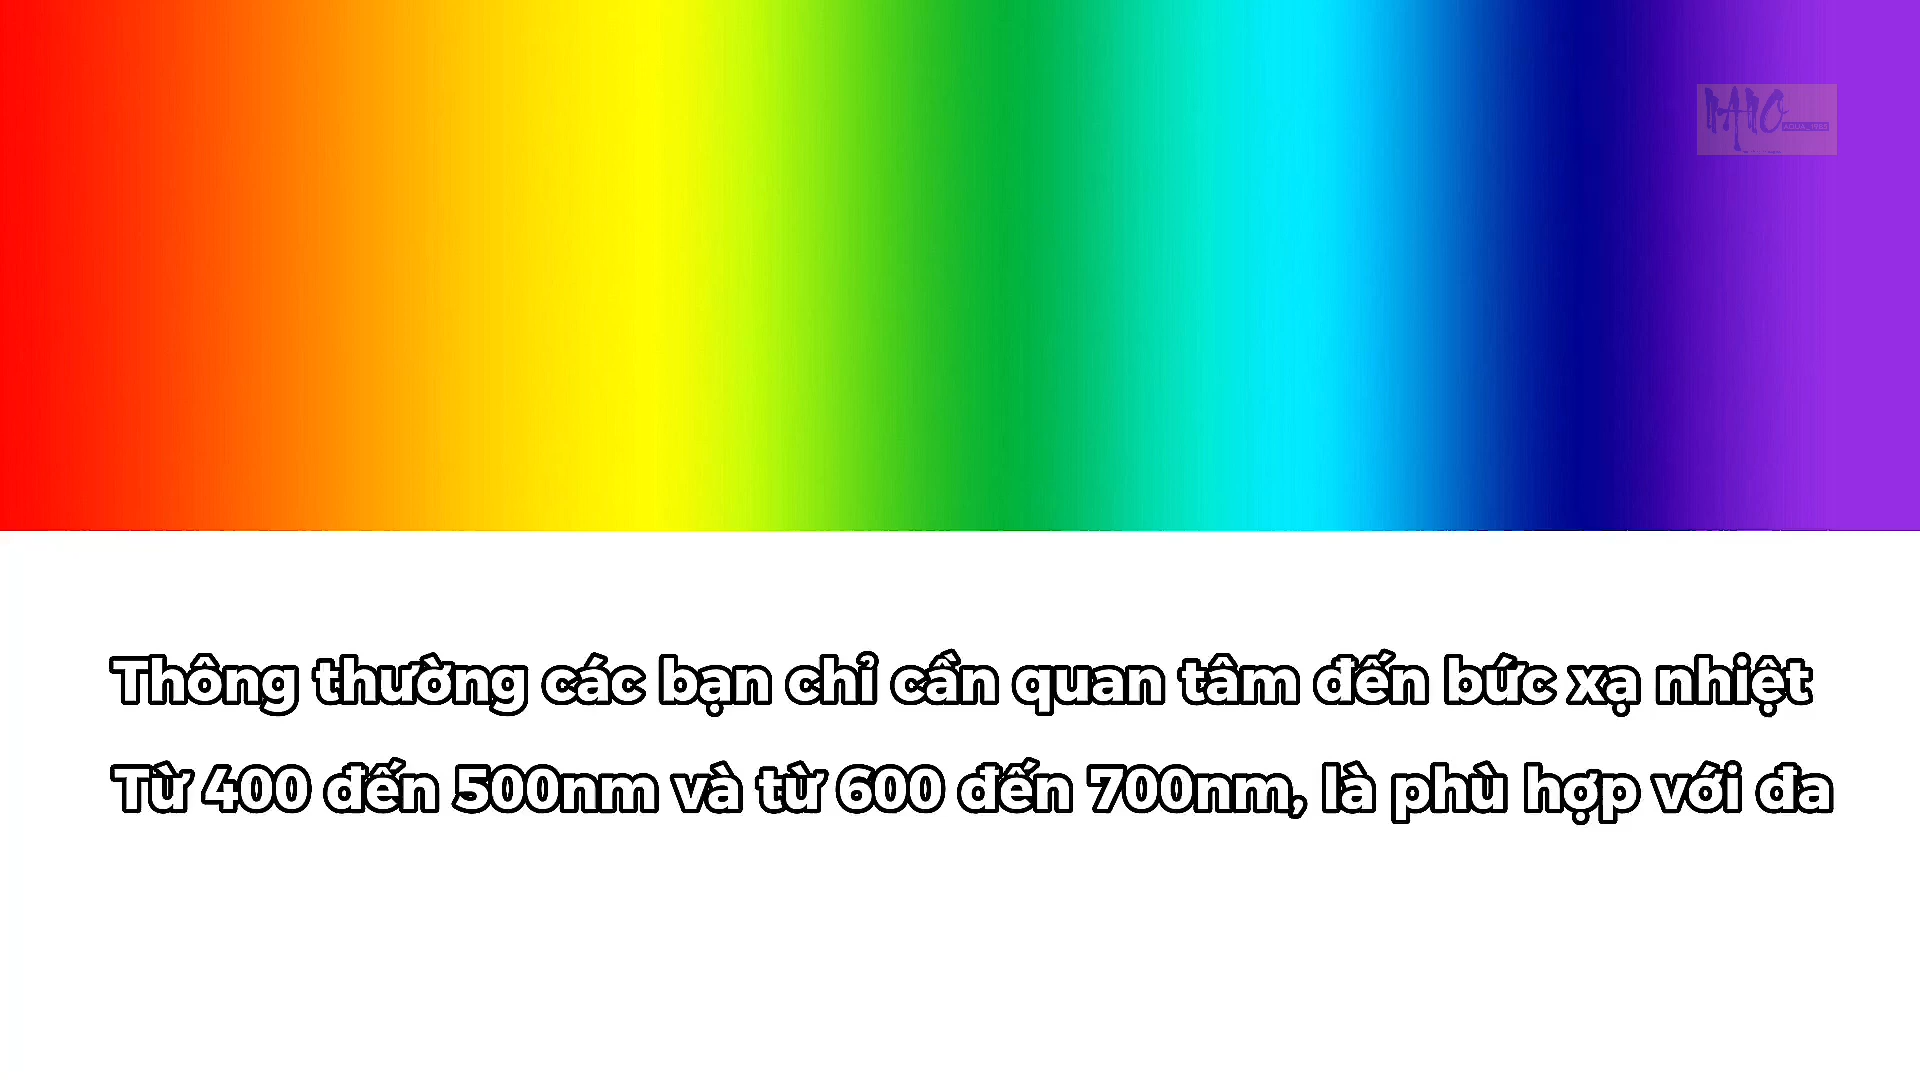 Thông thường các bạn chỉ cần quan tâm đến bức xạ nhiệt
Từ 400 đến 500nm và từ 600 đến 700nm, là phù hợp với đa